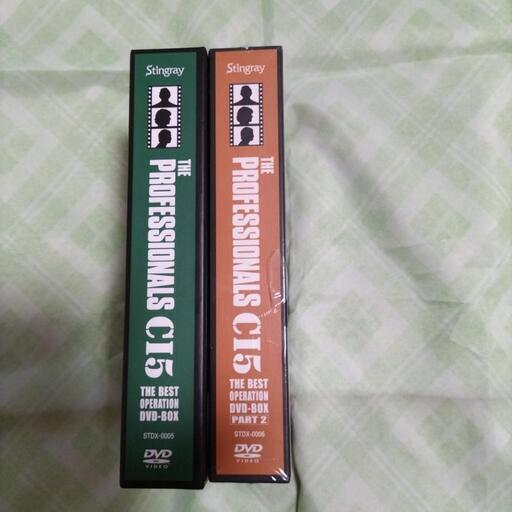 Stingray
THE
PROFESSIONALS CI5
THE BEST
OPERATION
DVD-BOX
STDX-0005
DVD
VIDEO
Stingray
THE
PROFESSIONALS CI5
THE BEST
OPERATION
DVD-BOX
PART 2
STDX-0006
DVD
VIDEO